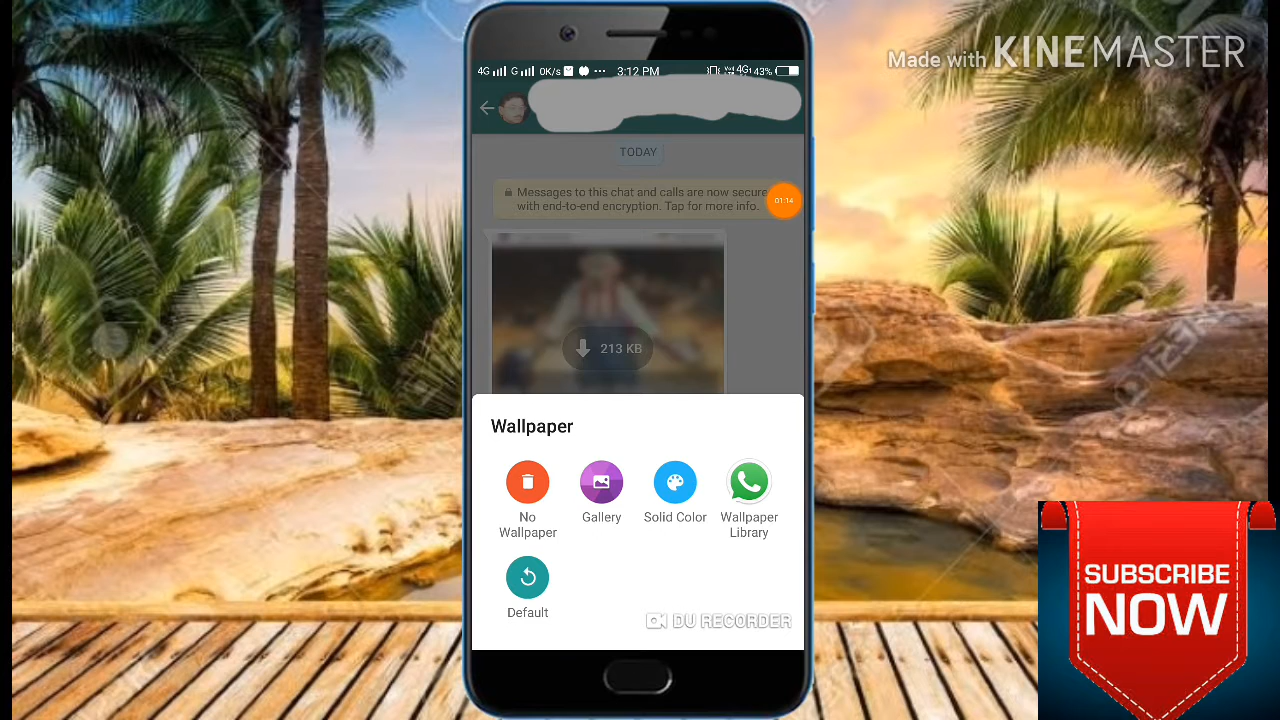 Made with KINEMASTER
4G G 0K/s ... 3:12 PM 4G 43%
TODAY
Messages to this chat and calls are now secure
with end-to-end encryption. Tap for more info.
01:14
213 KB
Wallpaper
No
Wallpaper
Gallery
Solid Color
Wallpaper
Library
Default
DU RECORDER
SUBSCRIBE
NOW